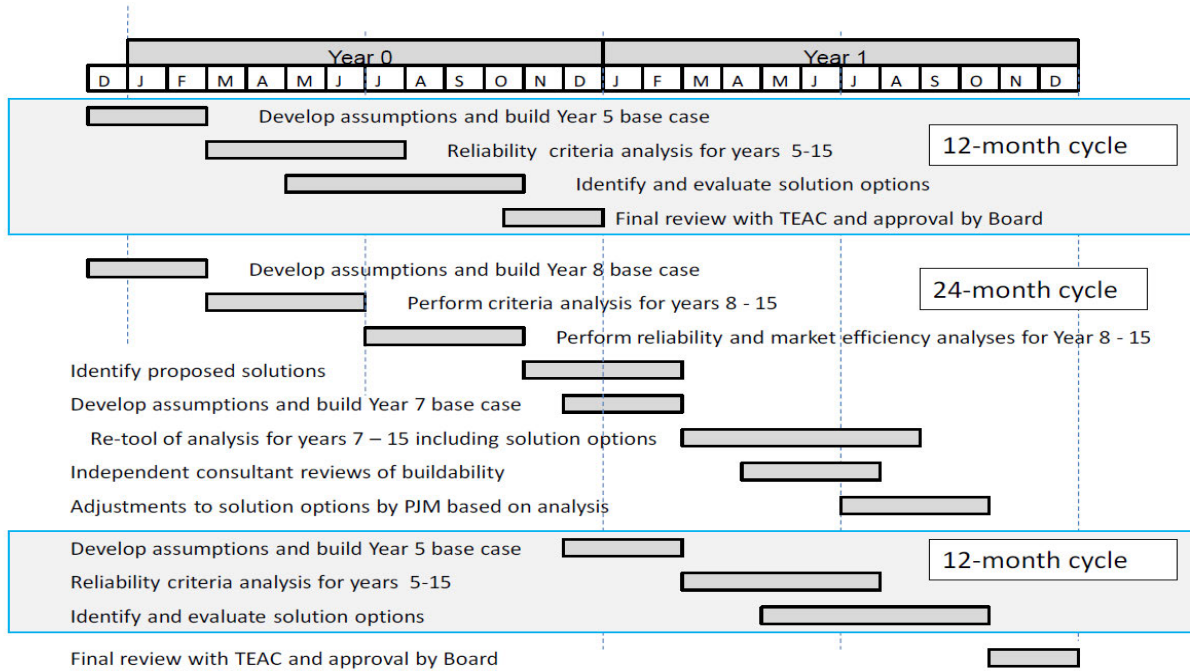 Year 0 Year 1
D J F M A M J J A S O N D J F M A M J J A S O N D
Develop assumptions and build Year 5 base case
12-month cycle
Reliability criteria analysis for years 5-15
Identify and evaluate solution options
Final review with TEAC and approval by Board
Develop assumptions and build Year 8 base case
24-month cycle
Perform criteria analysis for years 8 - 15
Perform reliability and market efficiency analyses for Year 8 - 15
Identify proposed solutions
Develop assumptions and build Year 7 base case
Re-tool of analysis for years 7 – 15 including solution options
Independent consultant reviews of buildability
Adjustments to solution options by PJM based on analysis
Develop assumptions and build Year 5 base case
12-month cycle
Reliability criteria analysis for years 5-15
Identify and evaluate solution options
Final review with TEAC and approval by Board